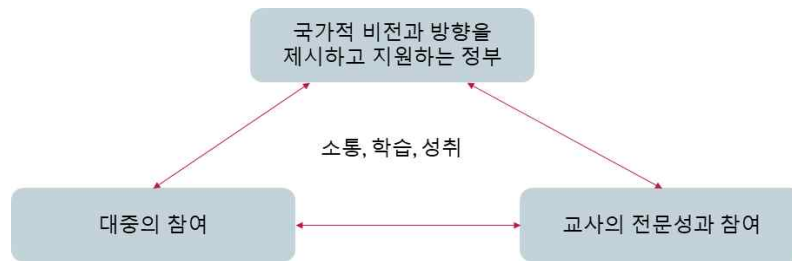 국가적 비전과 방향을
제시하고 지원하는 정부
소통, 학습, 성취
대중의 참여
교사의 전문성과 참여